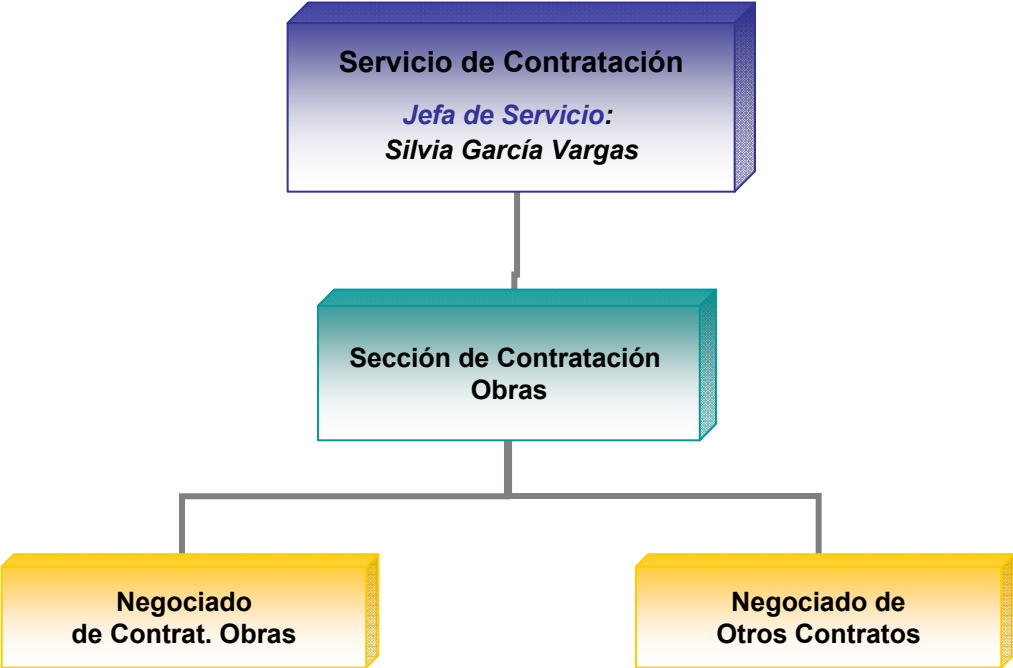 Servicio de Contratación
Jefa de Servicio:
Silvia García Vargas
Sección de Contratación
Obras
Negociado
de Contrat. Obras
Negociado de
Otros Contratos